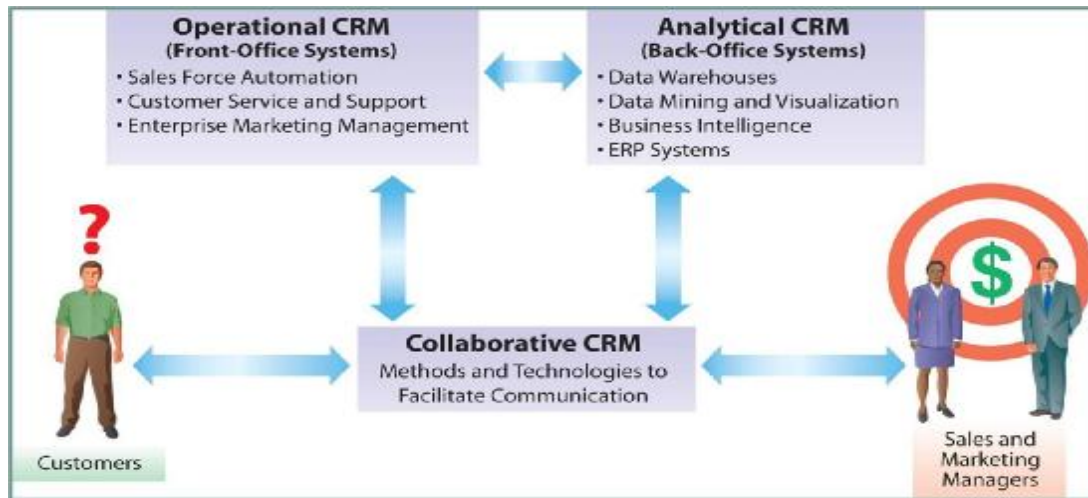 Operational CRM
(Front-Office Systems)
• Sales Force Automation
• Customer Service and Support
• Enterprise Marketing Management
Analytical CRM
(Back-Office Systems)
• Data Warehouses
• Data Mining and Visualization
• Business Intelligence
• ERP Systems
?
$
Collaborative CRM
Methods and Technologies to
Facilitate Communication
Customers
Sales and
Marketing
Managers